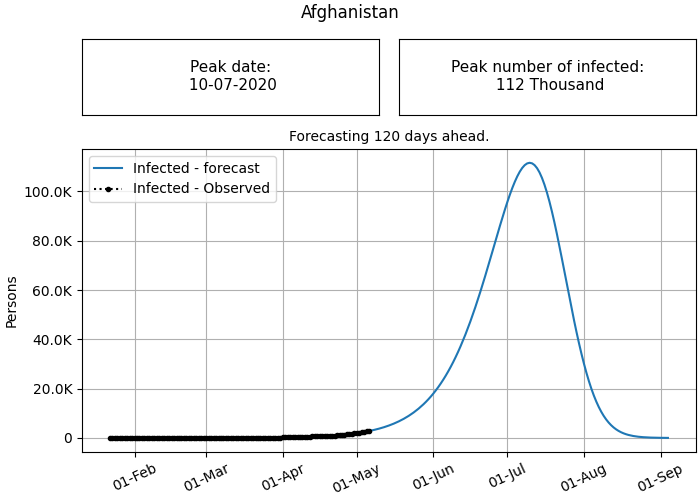 Afghanistan
Peak date:
10-07-2020
Peak number of infected:
112 Thousand
Forecasting 120 days ahead.
Infected - forecast
Infected - Observed
Persons
100.0K
80.0K
60.0K
40.0K
20.0K
0
01-Feb
01-Mar
01-Apr
01-May
01-Jun
01-Jul
01-Aug
01-Sep